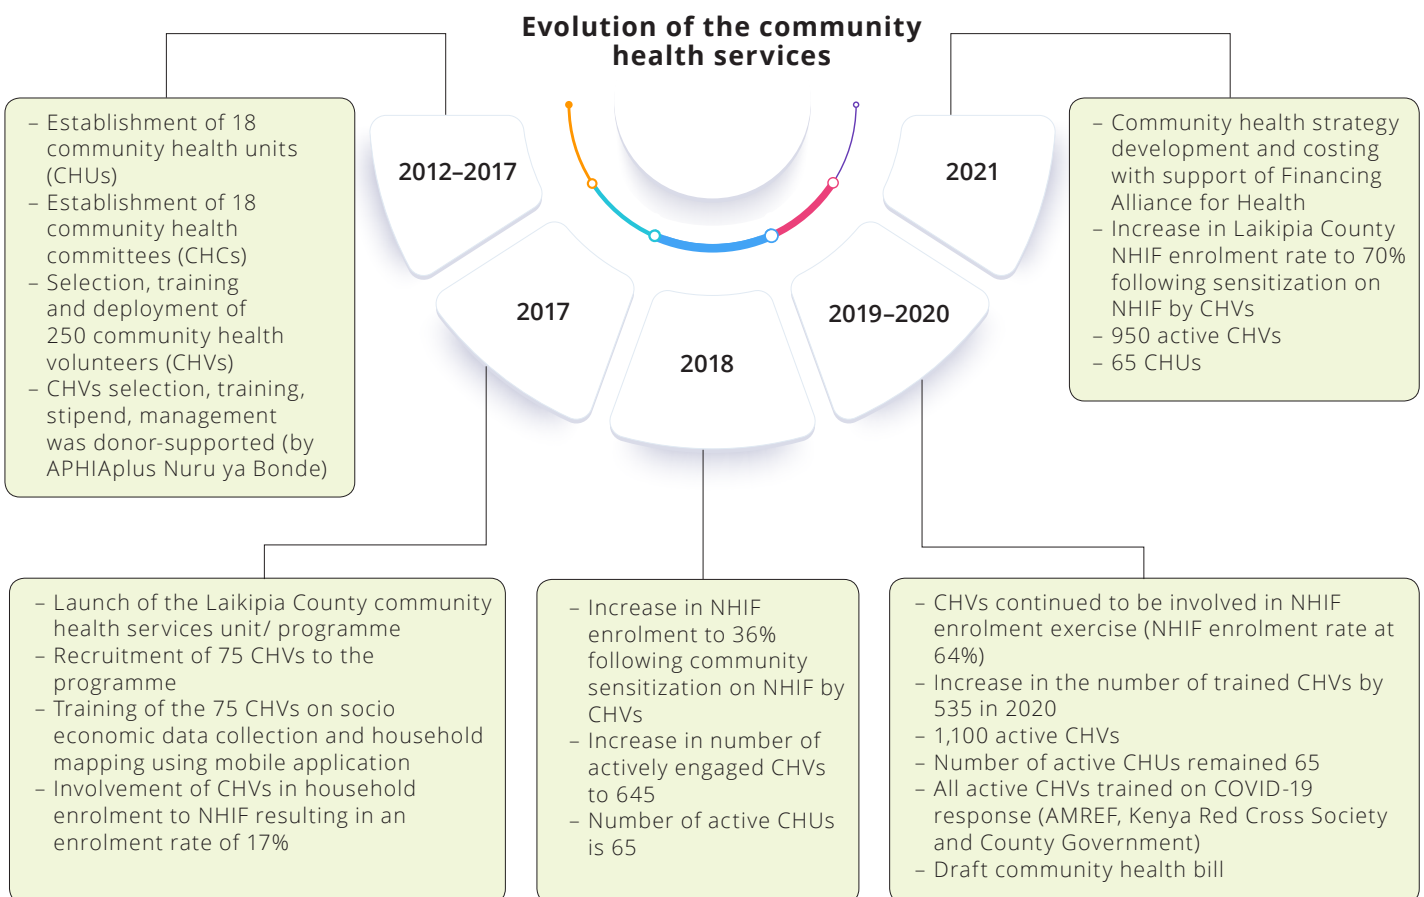 Evolution of the community
health services
2012–2017
– Establishment of 18
community health units
(CHUs)
– Establishment of 18
community health
committees (CHCs)
– Selection, training
and deployment of
250 community health
volunteers (CHVs)
– CHVs selection, training,
stipend, management
was donor-supported (by
APHIAplus Nuru ya Bonde)
2017
– Launch of the Laikipia County community
health services unit/ programme
– Recruitment of 75 CHVs to the
programme
– Training of the 75 CHVs on socio
economic data collection and household
mapping using mobile application
– Involvement of CHVs in household
enrolment to NHIF resulting in an
enrolment rate of 17%
2018
– Increase in NHIF
enrolment to 36%
following community
sensitization on NHIF by
CHVs
– Increase in number of
actively engaged CHVs
to 645
– Number of active CHUs
is 65
2019–2020
– CHVs continued to be involved in NHIF
enrolment exercise (NHIF enrolment rate at
64%)
– Increase in the number of trained CHVs by
535 in 2020
– 1,100 active CHVs
– Number of active CHUs remained 65
– All active CHVs trained on COVID-19
response (AMREF, Kenya Red Cross Society
and County Government)
– Draft community health bill
2021
– Community health strategy
development and costing
with support of Financing
Alliance for Health
– Increase in Laikipia County
NHIF enrolment rate to 70%
following sensitization on
NHIF by CHVs
– 950 active CHVs
– 65 CHUs